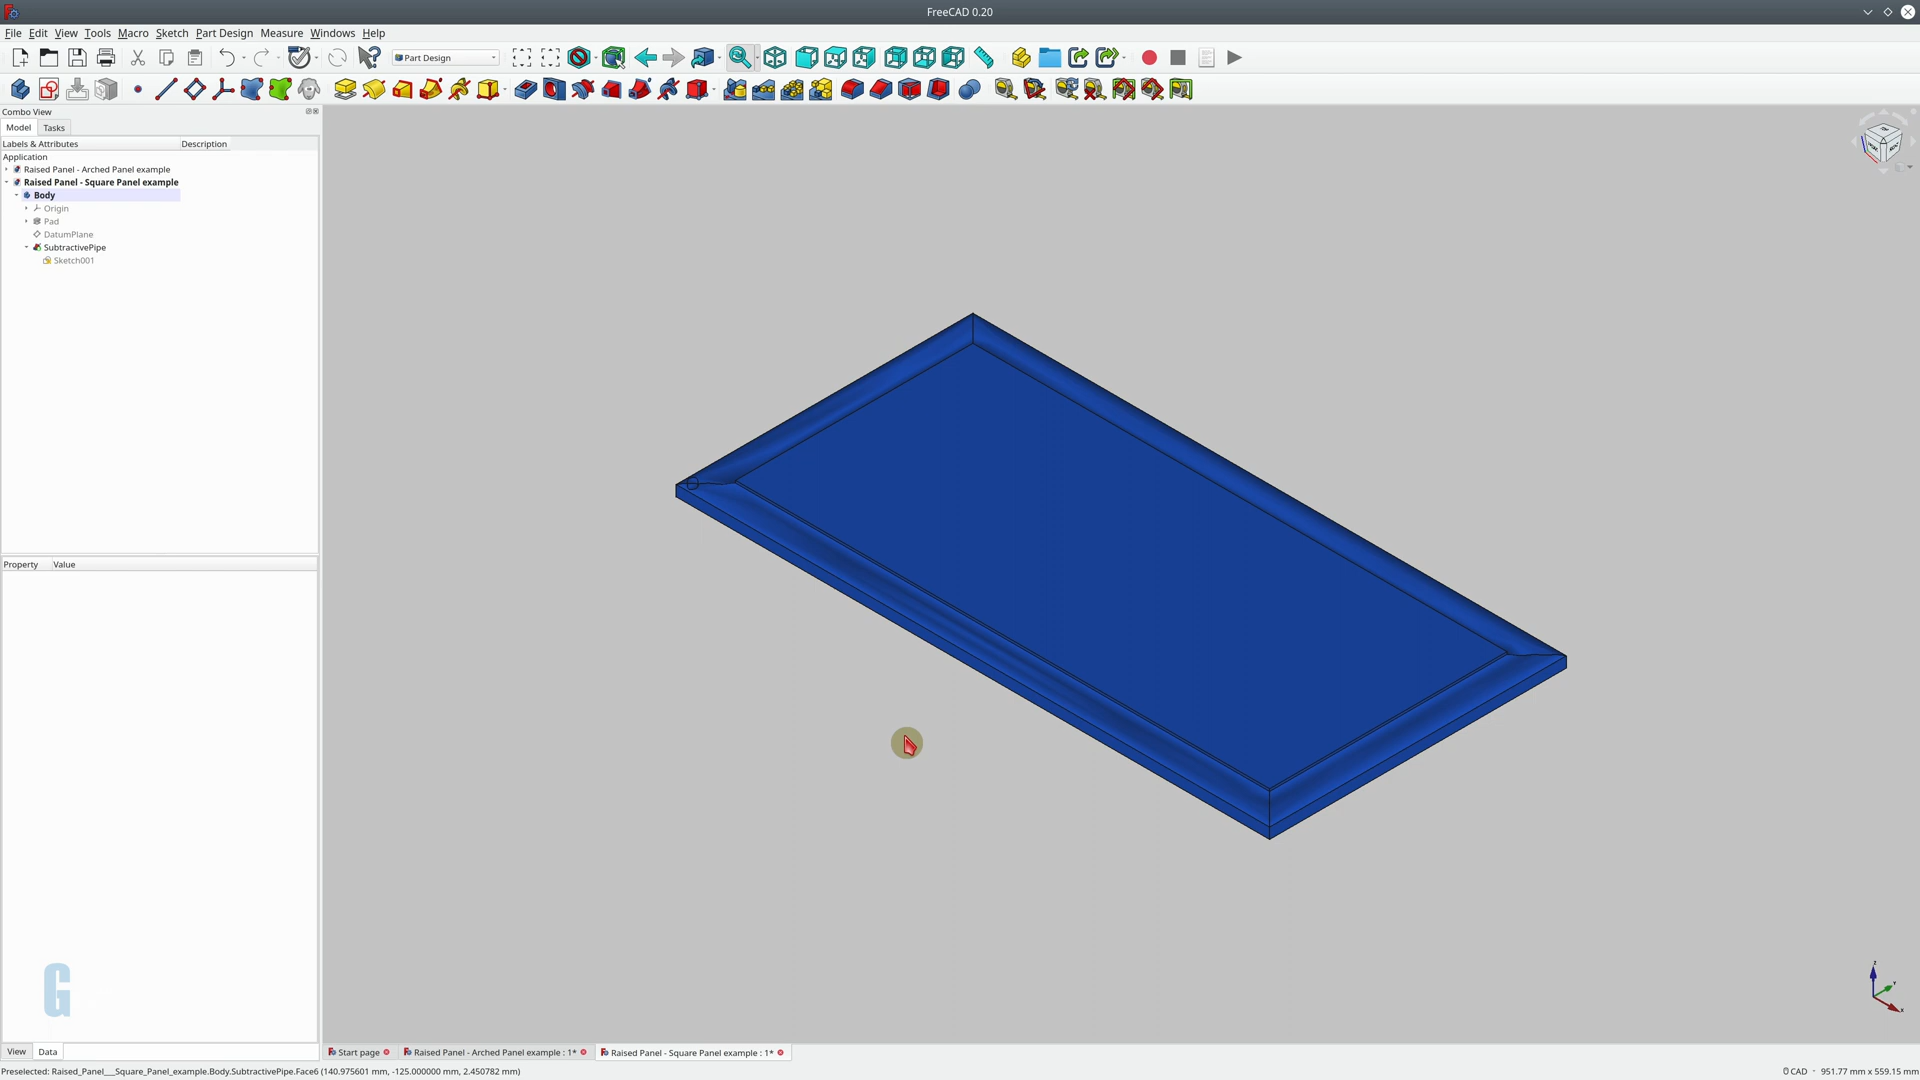 FreeCAD 0.20
File Edit View Tools Macro Sketch Part Design Measure Windows Help
Part Design
Combo View
Model Tasks
Labels & Attributes Description
Application
Raised Panel - Arched Panel example
Raised Panel - Square Panel example
Body
Origin
Pad
DatumPlane
SubtractivePipe
Sketch001
Property Value
G
View Data
Start page Raised Panel - Arched Panel example : 1* Raised Panel - Square Panel example : 1*
Preselected: Raised_Panel___Square_Panel_example.Body.SubtractivePipe.Face6 (140.975601 mm, -125.000000 mm, 2.450782 mm) CAD 951.77 mm x 559.15 mm